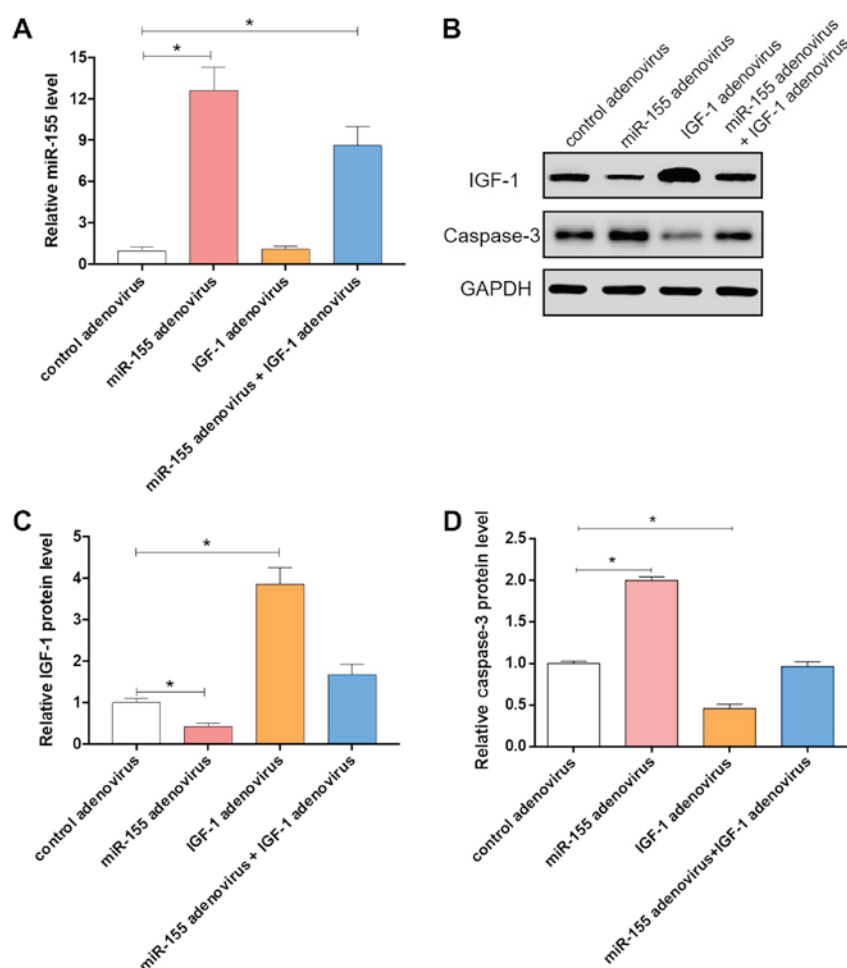 A
Relative miR-155 level
15
12
9
6
3
0
*
*
control adenovirus
miR-155 adenovirus
IGF-1 adenovirus
miR-155 adenovirus + IGF-1 adenovirus
B
control adenovirus
miR-155 adenovirus
IGF-1 adenovirus
miR-155 adenovirus
+ IGF-1 adenovirus
IGF-1
Caspase-3
GAPDH
C
Relative IGF-1 protein level
5
4
3
2
1
0
*
*
control adenovirus
miR-155 adenovirus
IGF-1 adenovirus
miR-155 adenovirus + IGF-1 adenovirus
D
Relative caspase-3 protein level
2.5
2.0
1.5
1.0
0.5
0.0
*
*
control adenovirus
miR-155 adenovirus
IGF-1 adenovirus
miR-155 adenovirus+IGF-1 adenovirus